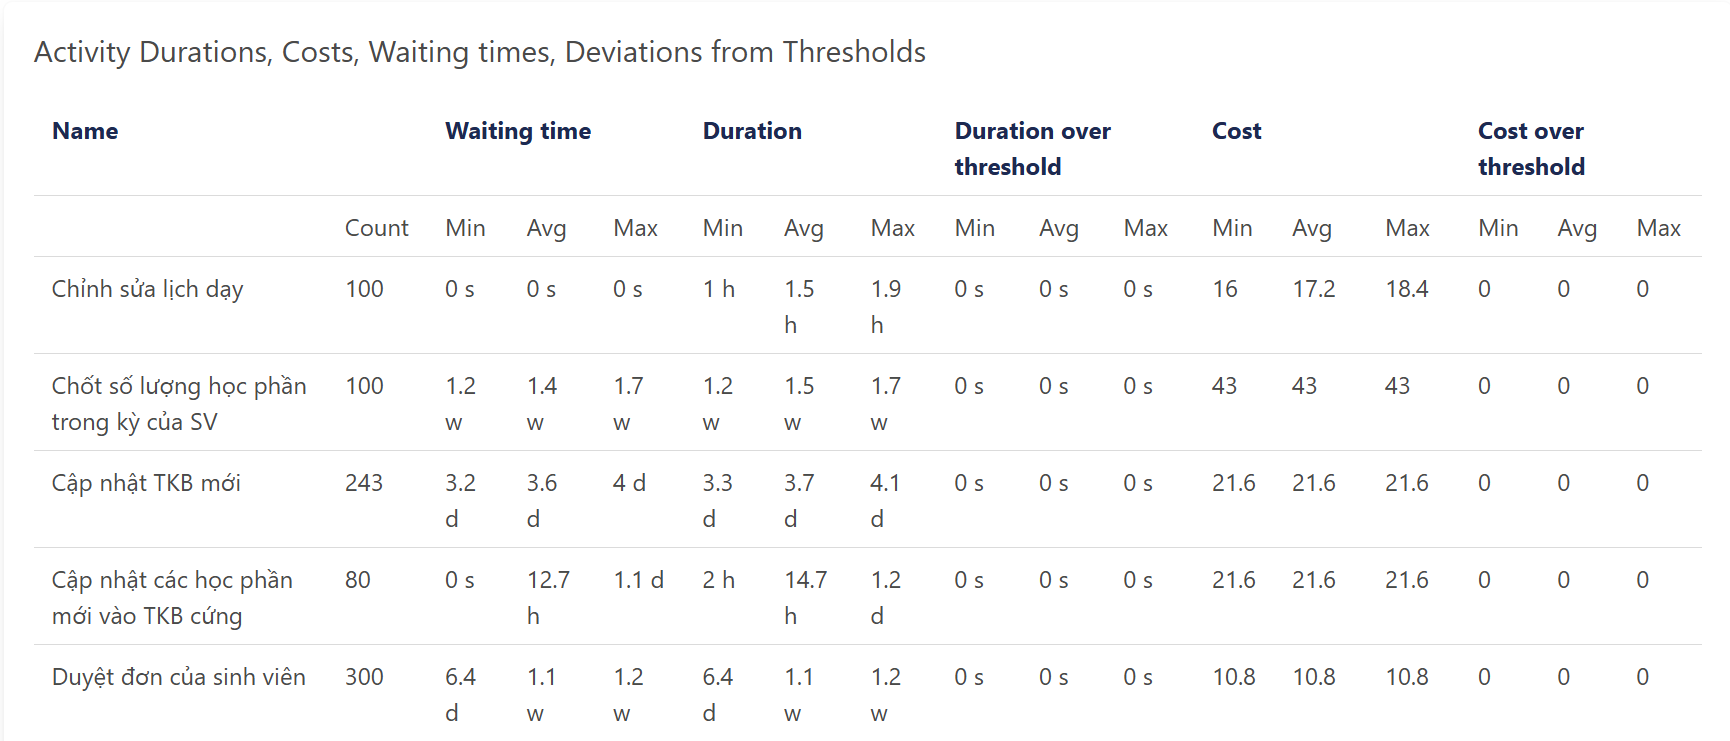 Activity Durations, Costs, Waiting times, Deviations from Thresholds
Name Waiting time Duration Duration over threshold Cost Cost over threshold
Count Min Avg Max Min Avg Max Min Avg Max Min Avg Max Min Avg Max
Chỉnh sửa lịch dạy 100 0 s 0 s 0 s 1 h 1.5 h 1.9 h 0 s 0 s 0 s 16 17.2 18.4 0 0 0
Chốt số lượng học phần trong kỳ của SV 100 1.2 w 1.4 w 1.7 w 1.2 w 1.5 w 1.7 w 0 s 0 s 0 s 43 43 43 0 0 0
Cập nhật TKB mới 243 3.2 d 3.6 d 4 d 3.3 d 3.7 d 4.1 d 0 s 0 s 0 s 21.6 21.6 21.6 0 0 0
Cập nhật các học phần mới vào TKB cứng 80 0 s 12.7 h 1.1 d 2 h 14.7 h 1.2 d 0 s 0 s 0 s 21.6 21.6 21.6 0 0 0
Duyệt đơn của sinh viên 300 6.4 d 1.1 w 1.2 w 6.4 d 1.1 w 1.2 w 0 s 0 s 0 s 10.8 10.8 10.8 0 0 0